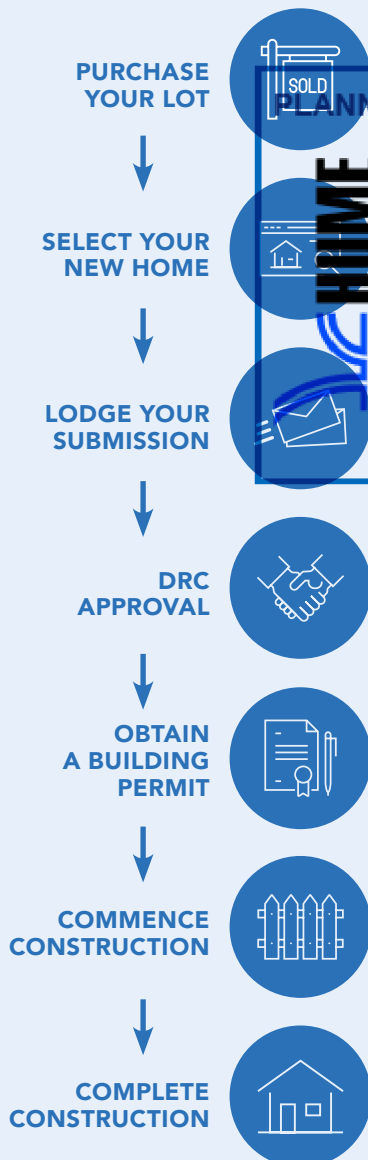 PURCHASE
YOUR LOT
SOLD
PLANN
SELECT YOUR
NEW HOME
LODGE YOUR
SUBMISSION
DRC
APPROVAL
OBTAIN
A BUILDING
PERMIT
COMMENCE
CONSTRUCTION
COMPLETE
CONSTRUCTION